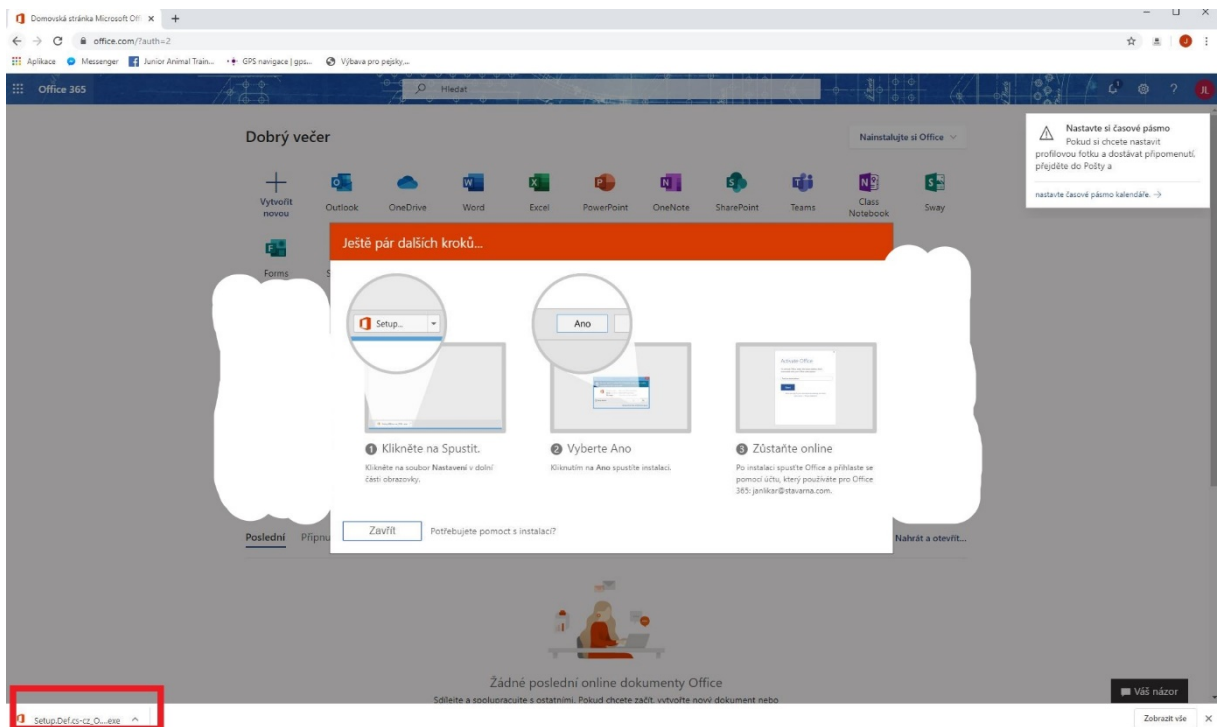 Domovská stránka Microsoft Off
office.com/?auth=2
Aplikace Messenger Junior Animal Train... GPS navigace | gps... Výbava pro pejsky,...
Office 365
Hledat
JL
Dobrý večer
Nainstalujte si Office
Nastavte si časové pásmo
Pokud si chcete nastavit
profilovou fotku a dostávat připomenutí,
přejděte do Pošty a
nastavte časové pásmo kalendáře. →
Vytvořit
novou
Outlook OneDrive Word Excel PowerPoint OneNote SharePoint Teams Class
Notebook Sway
Forms
Ještě pár dalších kroků...
Setup...
Ano
Activate Office
1 Klikněte na Spustit.
Klikněte na soubor Nastavení v dolní
části obrazovky.
2 Vyberte Ano
Kliknutím na Ano spustíte instalaci.
3 Zůstaňte online
Po instalaci spusťte Office a přihlaste se
pomocí účtu, který používáte pro Office
365: janlikar@stavarna.com.
Zavřít
Potřebujete pomoct s instalací?
Poslední Připnu
Nahrát a otevřít...
Žádné poslední online dokumenty Office
Sdílejte a spolupracujte s ostatními. Pokud chcete začít, vytvořte nový dokument nebo
Váš názor
Setup.Def.cs-cz_O....exe
Zobrazit vše